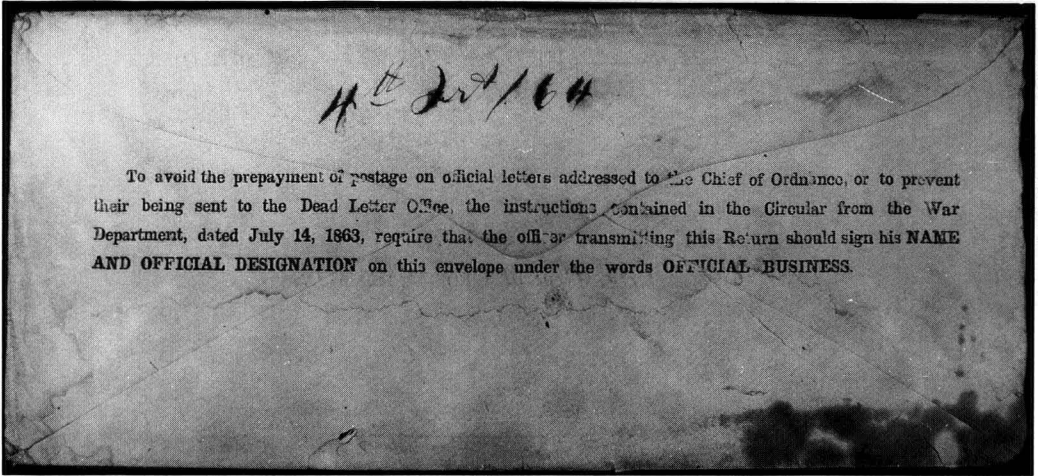 4th Qrt/64
To avoid the prepayment of postage on official letters addressed to the Chief of Ordnance, or to prevent
their being sent to the Dead Letter Office, the instructions contained in the Circular from the War
Department, dated July 14, 1863, require that the officer transmitting this Return should sign his NAME
AND OFFICIAL DESIGNATION on this envelope under the words OFFICIAL BUSINESS.